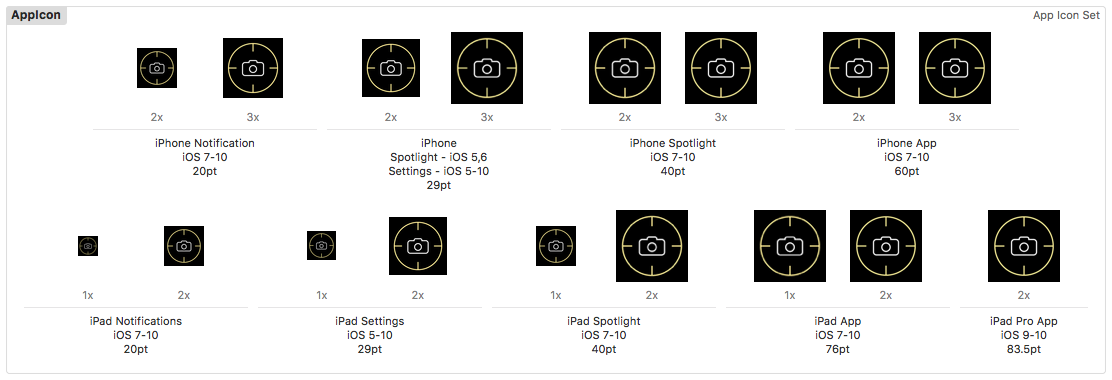 AppIcon App Icon Set
2x 3x 2x 3x 2x 3x 2x 3x
iPhone Notification
iOS 7-10
20pt
iPhone
Spotlight - iOS 5,6
Settings - iOS 5-10
29pt
iPhone Spotlight
iOS 7-10
40pt
iPhone App
iOS 7-10
60pt
1x 2x 1x 2x 1x 2x 1x 2x 2x
iPad Notifications
iOS 7-10
20pt
iPad Settings
iOS 5-10
29pt
iPad Spotlight
iOS 7-10
40pt
iPad App
iOS 7-10
76pt
iPad Pro App
iOS 9-10
83.5pt